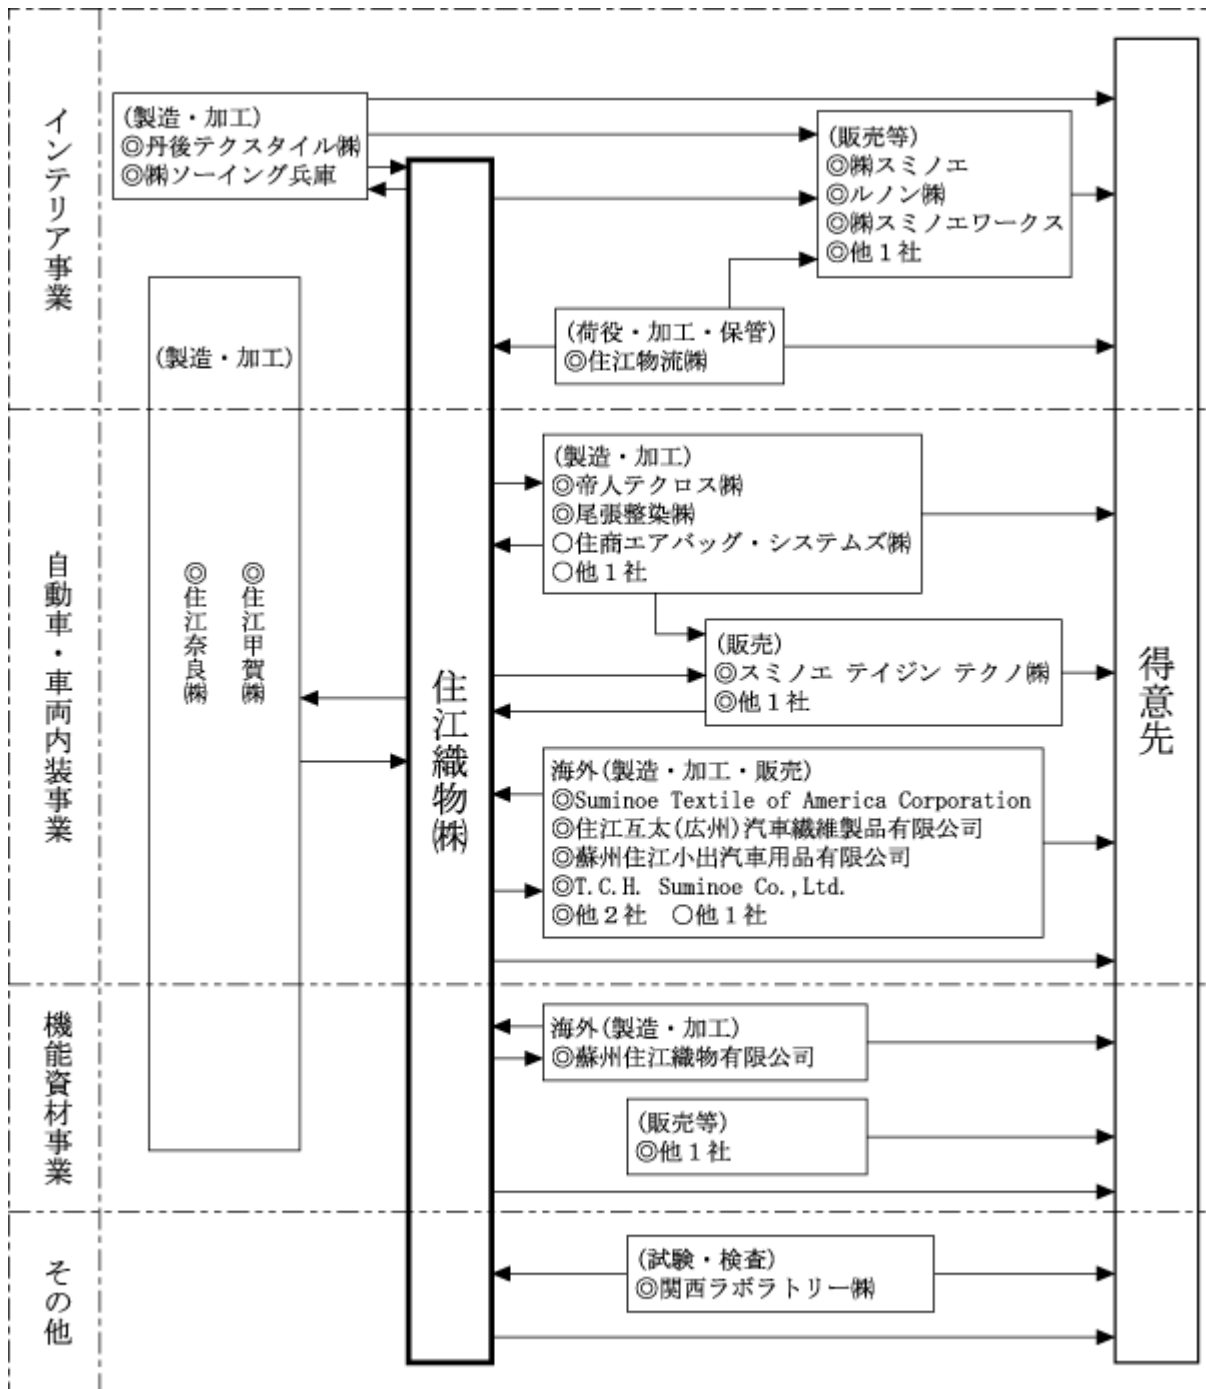 インテリア事業
(製造・加工)
◎丹後テクスタイル㈱
◎㈱ソーイング兵庫
(販売等)
◎㈱スミノエ
◎ルノン㈱
◎㈱スミノエワークス
◎他１社
(荷役・加工・保管)
◎住江物流㈱
(製造・加工)
◎住江甲賀㈱
◎住江奈良㈱
住江織物㈱
得意先
自動車・車両内装事業
(製造・加工)
◎帝人テクロス㈱
◎尾張整染㈱
○住商エアバッグ・システムズ㈱
○他１社
(販売)
◎スミノエ テイジン テクノ㈱
◎他１社
海外(製造・加工・販売)
◎Suminoe Textile of America Corporation
◎住江互太(広州)汽車繊維製品有限公司
◎蘇州住江小出汽車用品有限公司
◎T.C.H. Suminoe Co.,Ltd.
◎他２社　○他１社
機能資材事業
海外(製造・加工)
◎蘇州住江織物有限公司
(販売等)
◎他１社
その他
(試験・検査)
◎関西ラボラトリー㈱